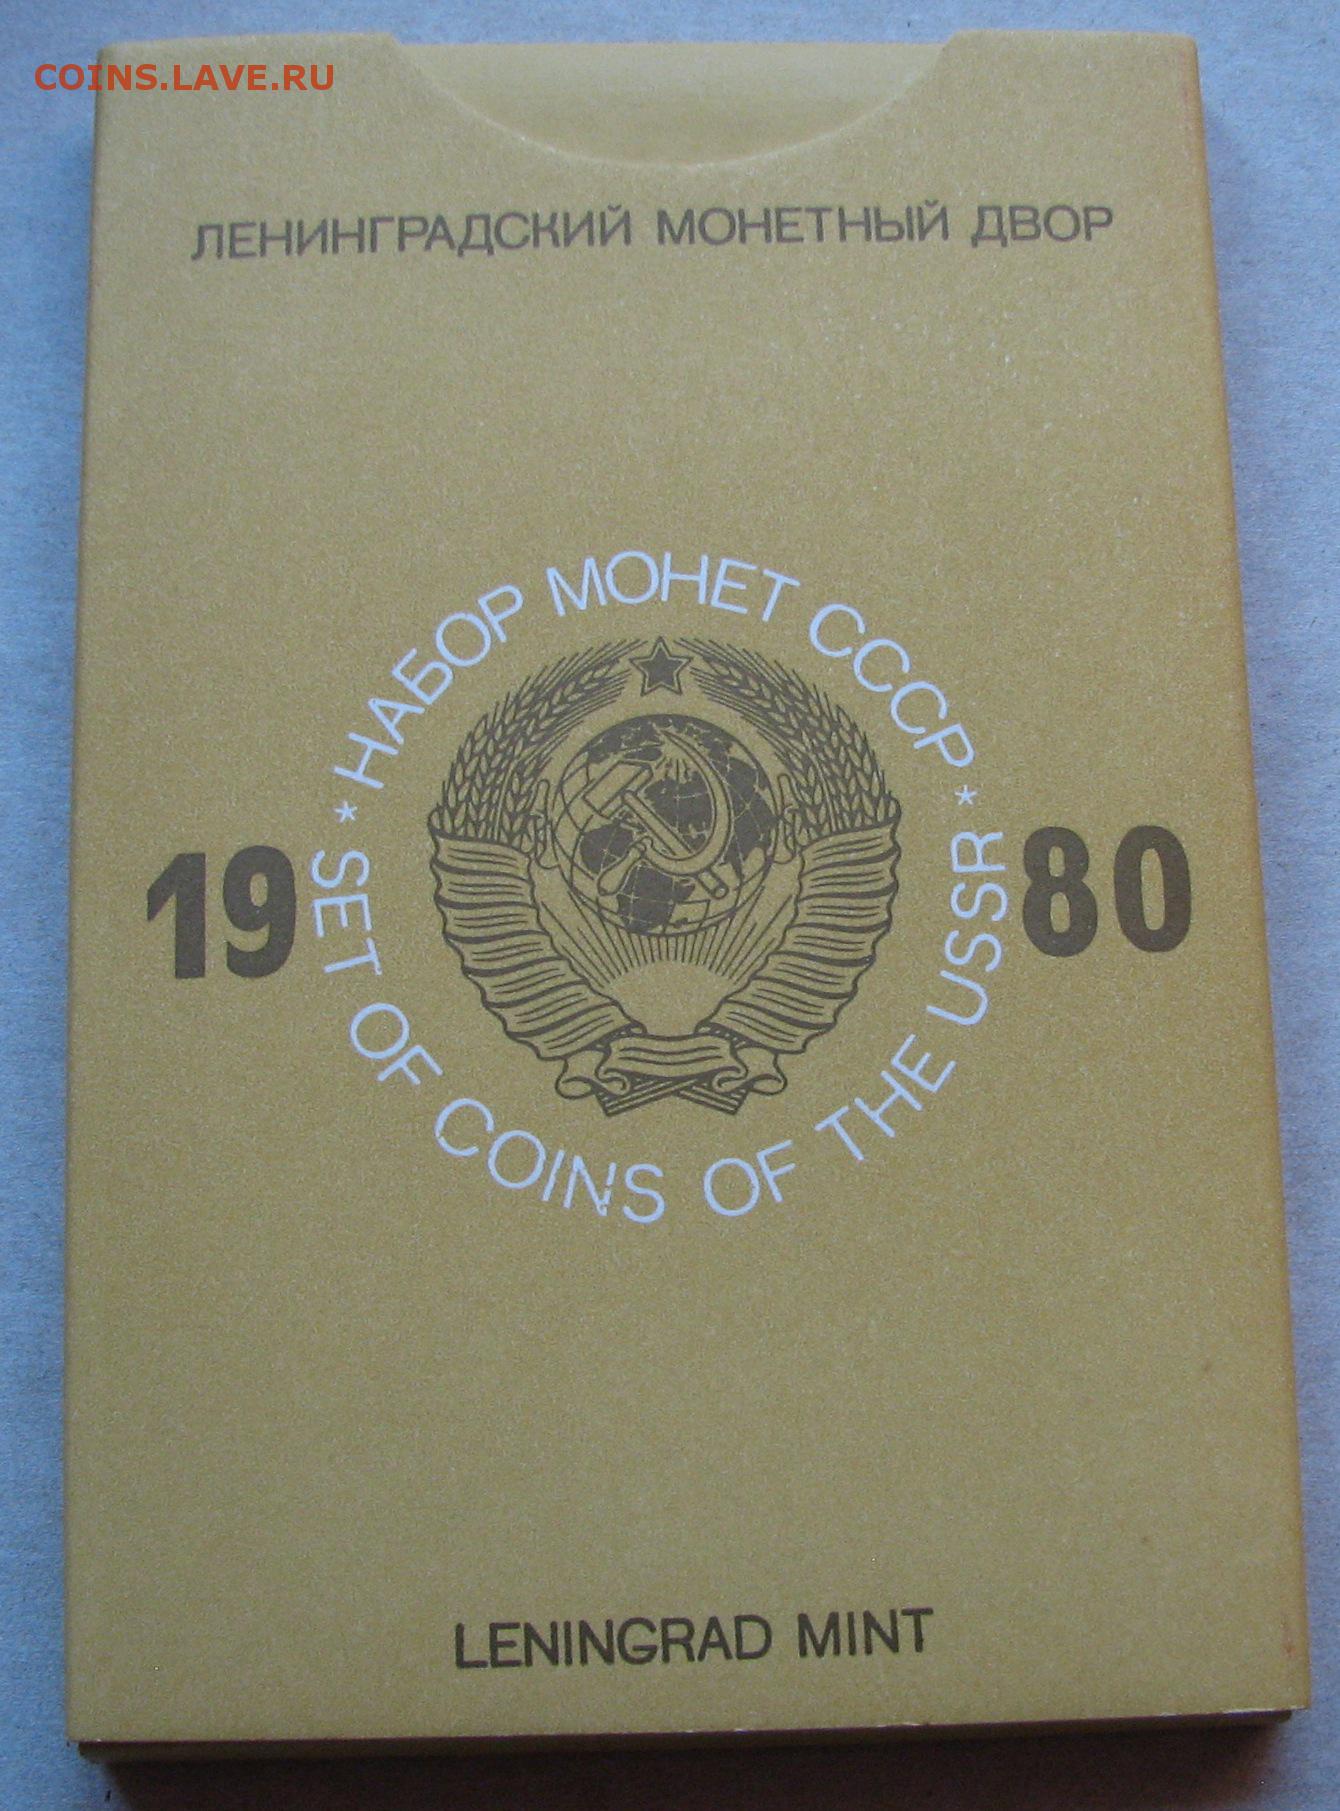 COINS.LAVE.RU
ЛЕНИНГРАДСКИЙ МОНЕТНЫЙ ДВОР
* НАБОР МОНЕТ СССР *
19 80
SET OF COINS OF THE USSR
LENINGRAD MINT